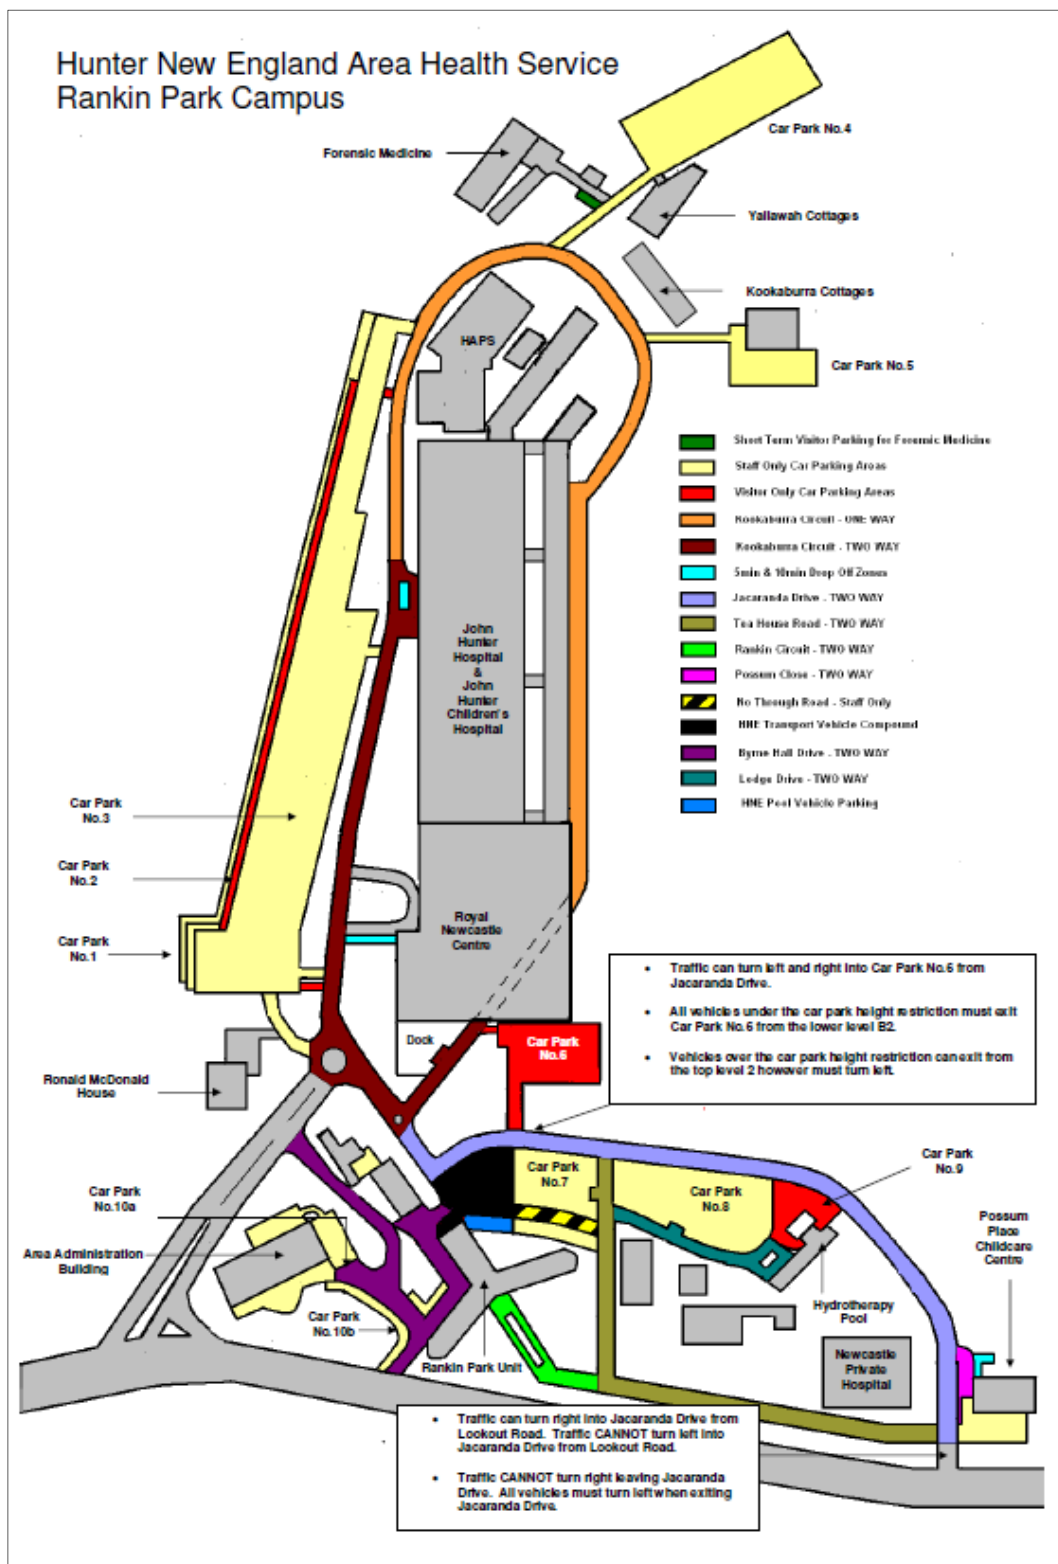 Hunter New England Area Health Service
Rankin Park Campus
Car Park No.4
Forensic Medicine
Yallawah Cottages
Kookaburra Cottages
HAPS
Car Park No.5
Short Term Visitor Parking for Forensic Medicine
Staff Only Car Parking Areas
Visitor Only Car Parking Areas
Kookaburra Circuit - ONE WAY
Kookaburra Circuit - TWO WAY
5min & 10min Drop Off Zones
Jacaranda Drive - TWO WAY
Tea House Road - TWO WAY
Rankin Circuit - TWO WAY
Possum Close - TWO WAY
No Through Road - Staff Only
HNE Transport Vehicle Compound
Byrne Hall Drive - TWO WAY
Lodge Drive - TWO WAY
HNE Pool Vehicle Parking
John
Hunter
Hospital
&
John
Hunter
Children's
Hospital
Car Park
No.3
Car Park
No.2
Car Park
No.1
Royal
Newcastle
Centre
• Traffic can turn left and right into Car Park No.6 from
Jacaranda Drive.
• All vehicles under the car park height restriction must exit
Car Park No.6 from the lower level B2.
• Vehicles over the car park height restriction can exit from
the top level 2 however must turn left.
Dock
Car Park
No.6
Ronald McDonald
House
Car Park
No.7
Car Park
No.8
Car Park
No.9
Car Park
No.10a
Possum
Place
Childcare
Centre
Area Administration
Building
Car Park
No.10b
Rankin Park Unit
Hydrotherapy
Pool
Newcastle
Private
Hospital
• Traffic can turn right into Jacaranda Drive from
Lookout Road. Traffic CANNOT turn left into
Jacaranda Drive from Lookout Road.
• Traffic CANNOT turn right leaving Jacaranda
Drive. All vehicles must turn left when exiting
Jacaranda Drive.